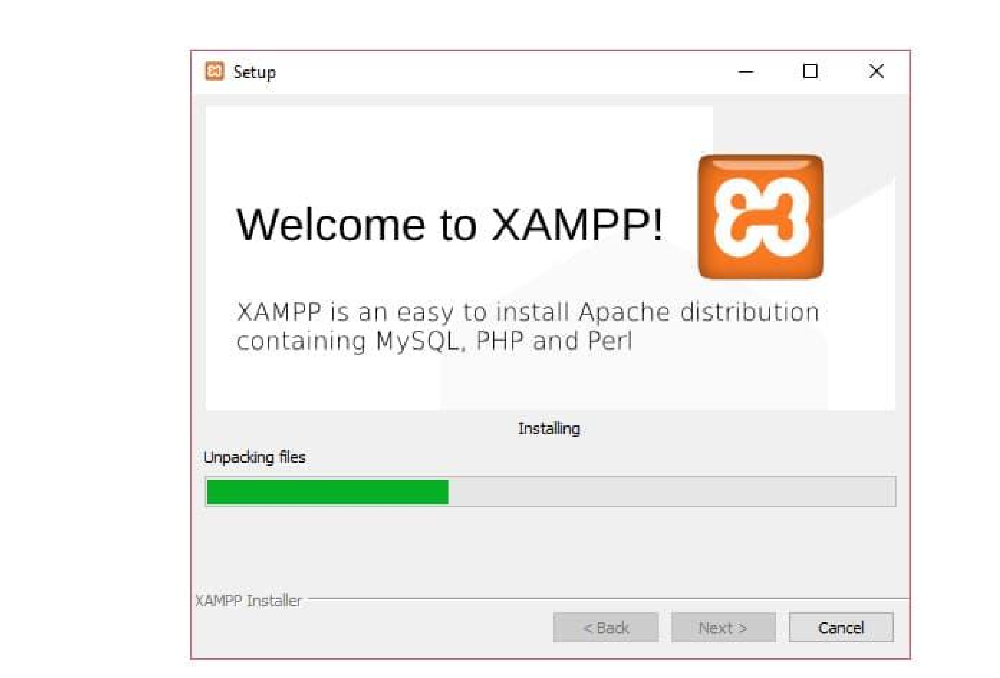 Setup
Welcome to XAMPP!
XAMPP is an easy to install Apache distribution
containing MySQL, PHP and Perl
Installing
Unpacking files
XAMPP Installer
< Back
Next >
Cancel